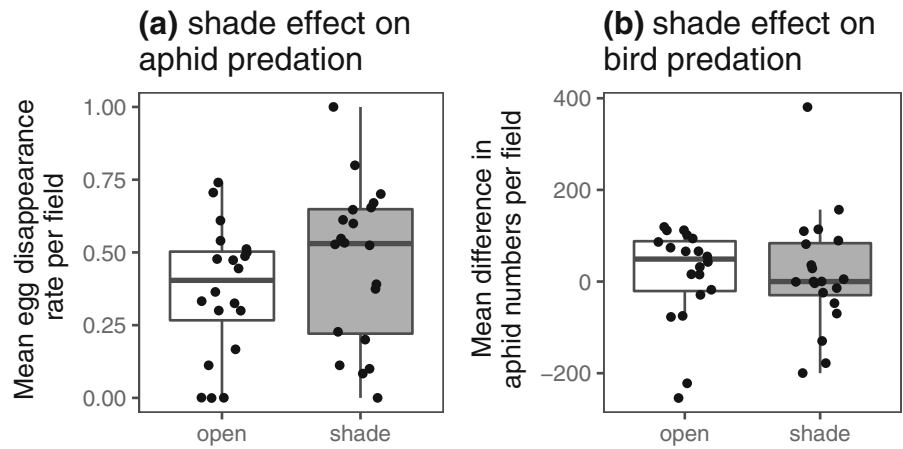 (a) shade effect on
aphid predation
Mean egg disappearance
rate per field
1.00
0.75
0.50
0.25
0.00
open shade
(b) shade effect on
bird predation
Mean difference in
aphid numbers per field
400
200
0
−200
open shade